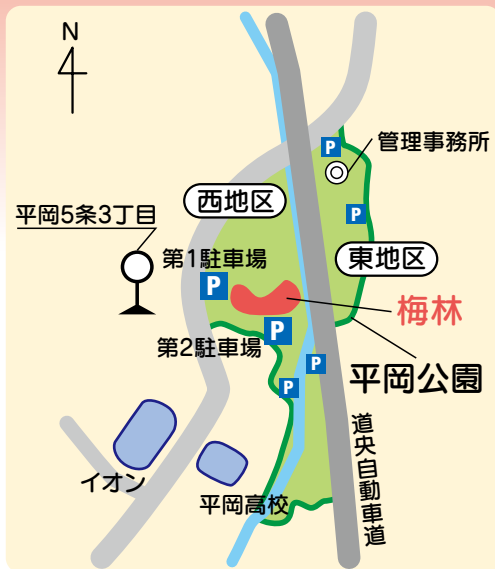 N
P
管理事務所
西地区
平岡5条3丁目
P
東地区
第1駐車場
P
梅林
第2駐車場
P
P
平岡公園
P
道央自動車道
イオン
平岡高校